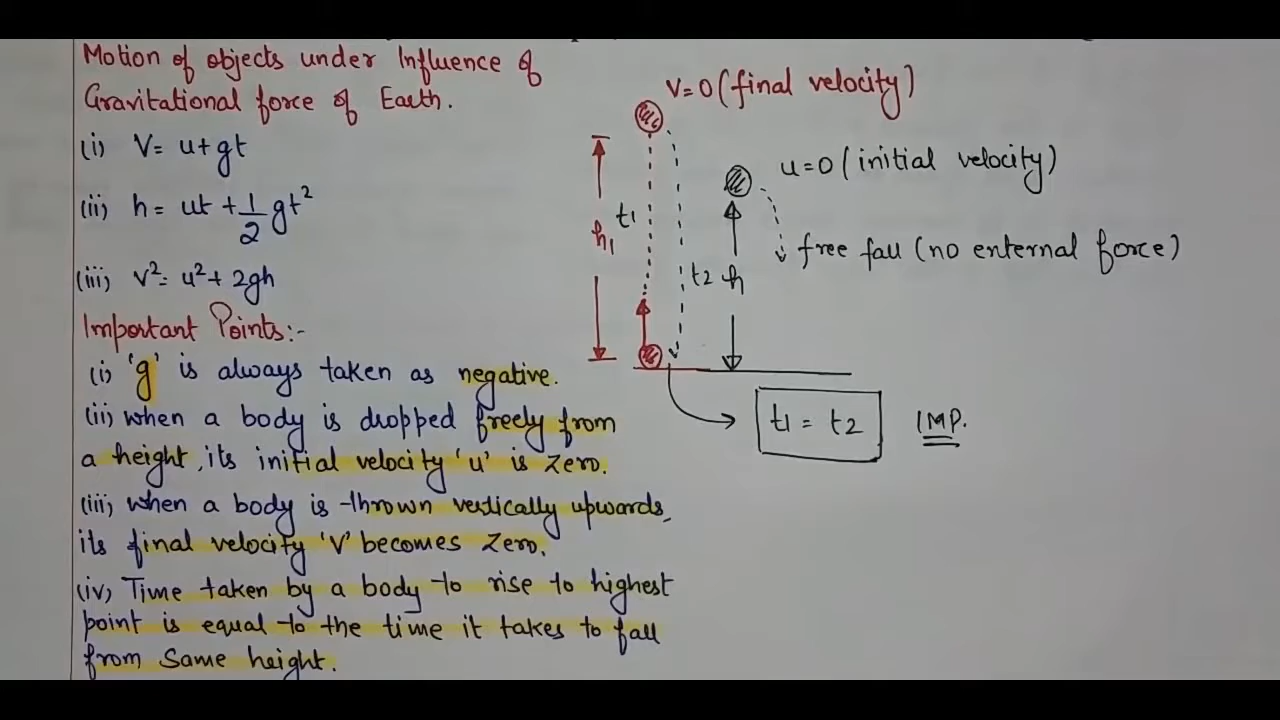 Motion of objects under Influence of
Gravitational force of Earth.
(i) V = u+gt
(ii) h = ut + 1/2 gt²
(iii) v² = u² + 2gh
Important Points:-
(i) 'g' is always taken as negative.
(ii) when a body is dropped freely from
a height, its initial velocity 'u' is zero.
(iii) when a body is thrown vertically upwards,
its final velocity 'V' becomes zero.
(iv) Time taken by a body to rise to highest
point is equal to the time it takes to fall
from same height.
V=0 (final velocity)
u=0 (initial velocity)
free fall (no external force)
h₁
t₁
t₂
h
t₁ = t₂
IMP.